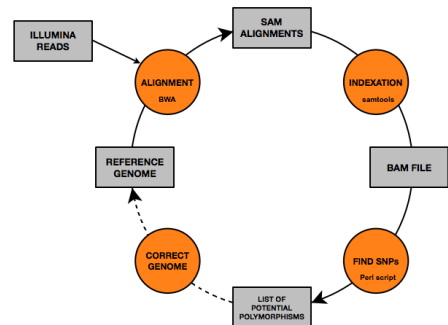 ILLUMINA
READS
SAM
ALIGNMENTS
ALIGNMENT
BWA
INDEXATION
samtools
REFERENCE
GENOME
BAM FILE
CORRECT
GENOME
FIND SNPs
Perl script
LIST OF
POTENTIAL
POLYMORPHISMS